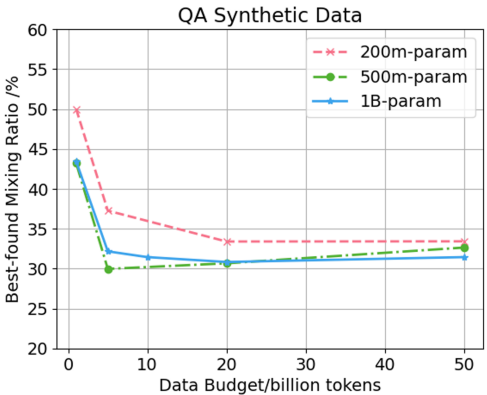 QA Synthetic Data
200m-param
500m-param
1B-param
Best-found Mixing Ratio /%
60
55
50
45
40
35
30
25
20
0 10 20 30 40 50
Data Budget/billion tokens